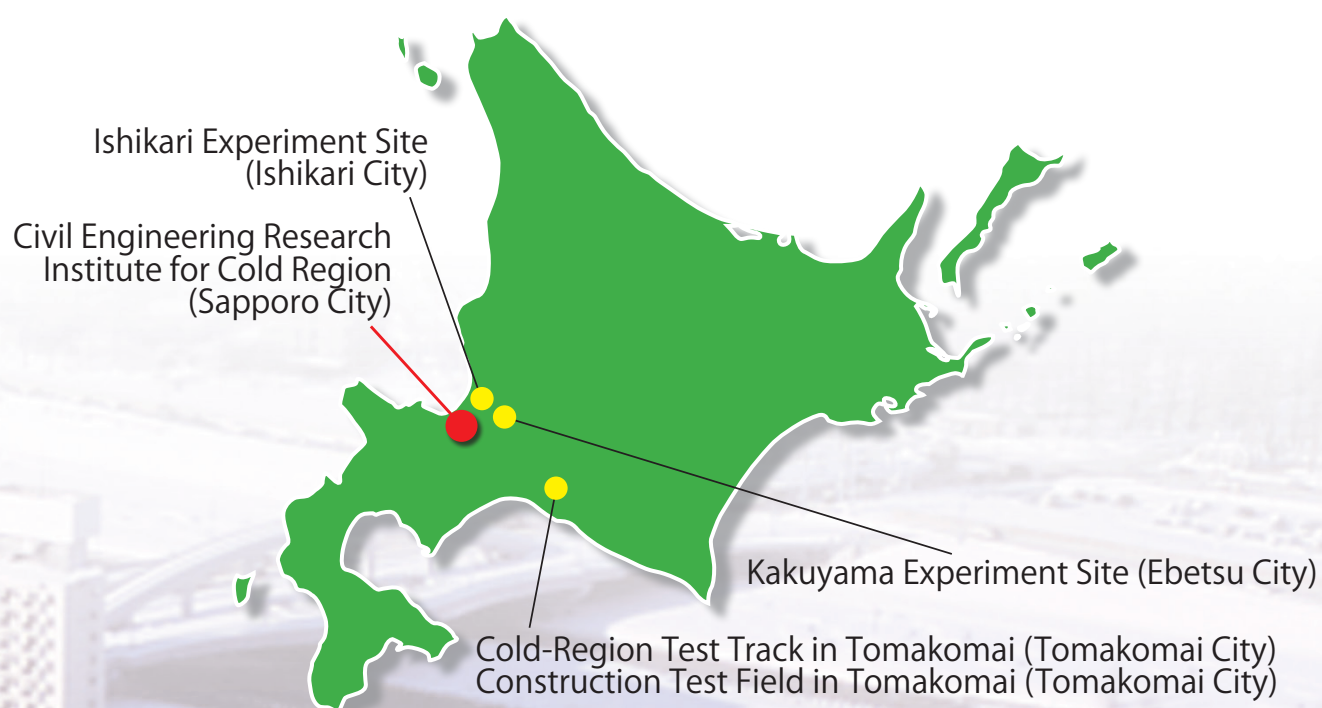 Ishikari Experiment Site
(Ishikari City)
Civil Engineering Research
Institute for Cold Region
(Sapporo City)
Kakuyama Experiment Site (Ebetsu City)
Cold-Region Test Track in Tomakomai (Tomakomai City)
Construction Test Field in Tomakomai (Tomakomai City)